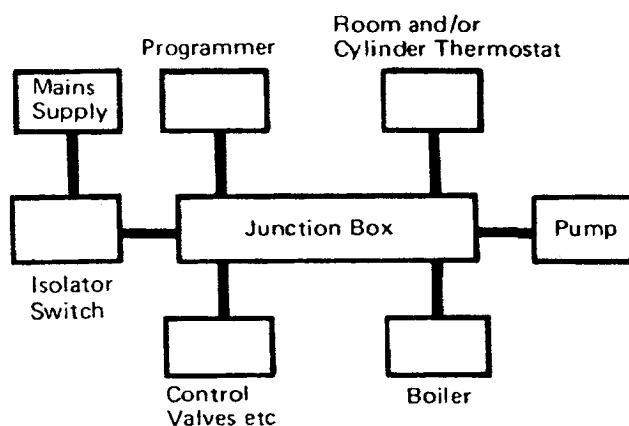 Programmer
Room and/or
Cylinder Thermostat
Mains
Supply
Junction Box
Pump
Isolator
Switch
Control
Valves etc
Boiler